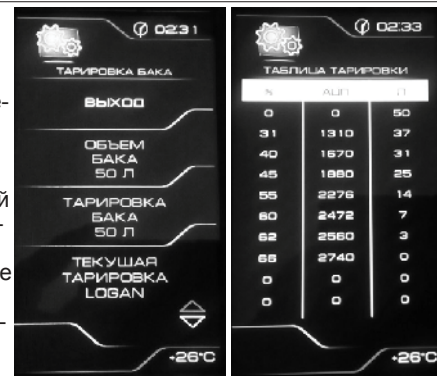 е-
й
-
е
-
02:31
ТАРИРОВКА БАКА
ВЫХОД
ОБЪЕМ
БАКА
50 Л
ТАРИРОВКА
БАКА
50 Л
ТЕКУЩАЯ
ТАРИРОВКА
LOGAN
+26°C
02:33
ТАБЛИЦА ТАРИРОВКИ
N АЦП Л
0 0 50
31 1310 37
40 1670 31
45 1880 25
55 2276 14
60 2472 7
62 2560 3
66 2740 0
0 0 0
0 0 0
+26°C